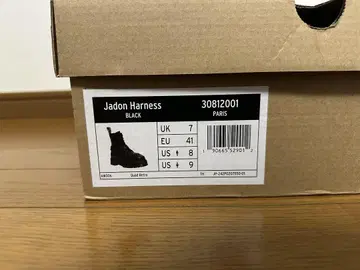 Jadon Harness 30812001
BLACK PARIS
UK 7
EU 41
US 8
US 9
Quad Retro